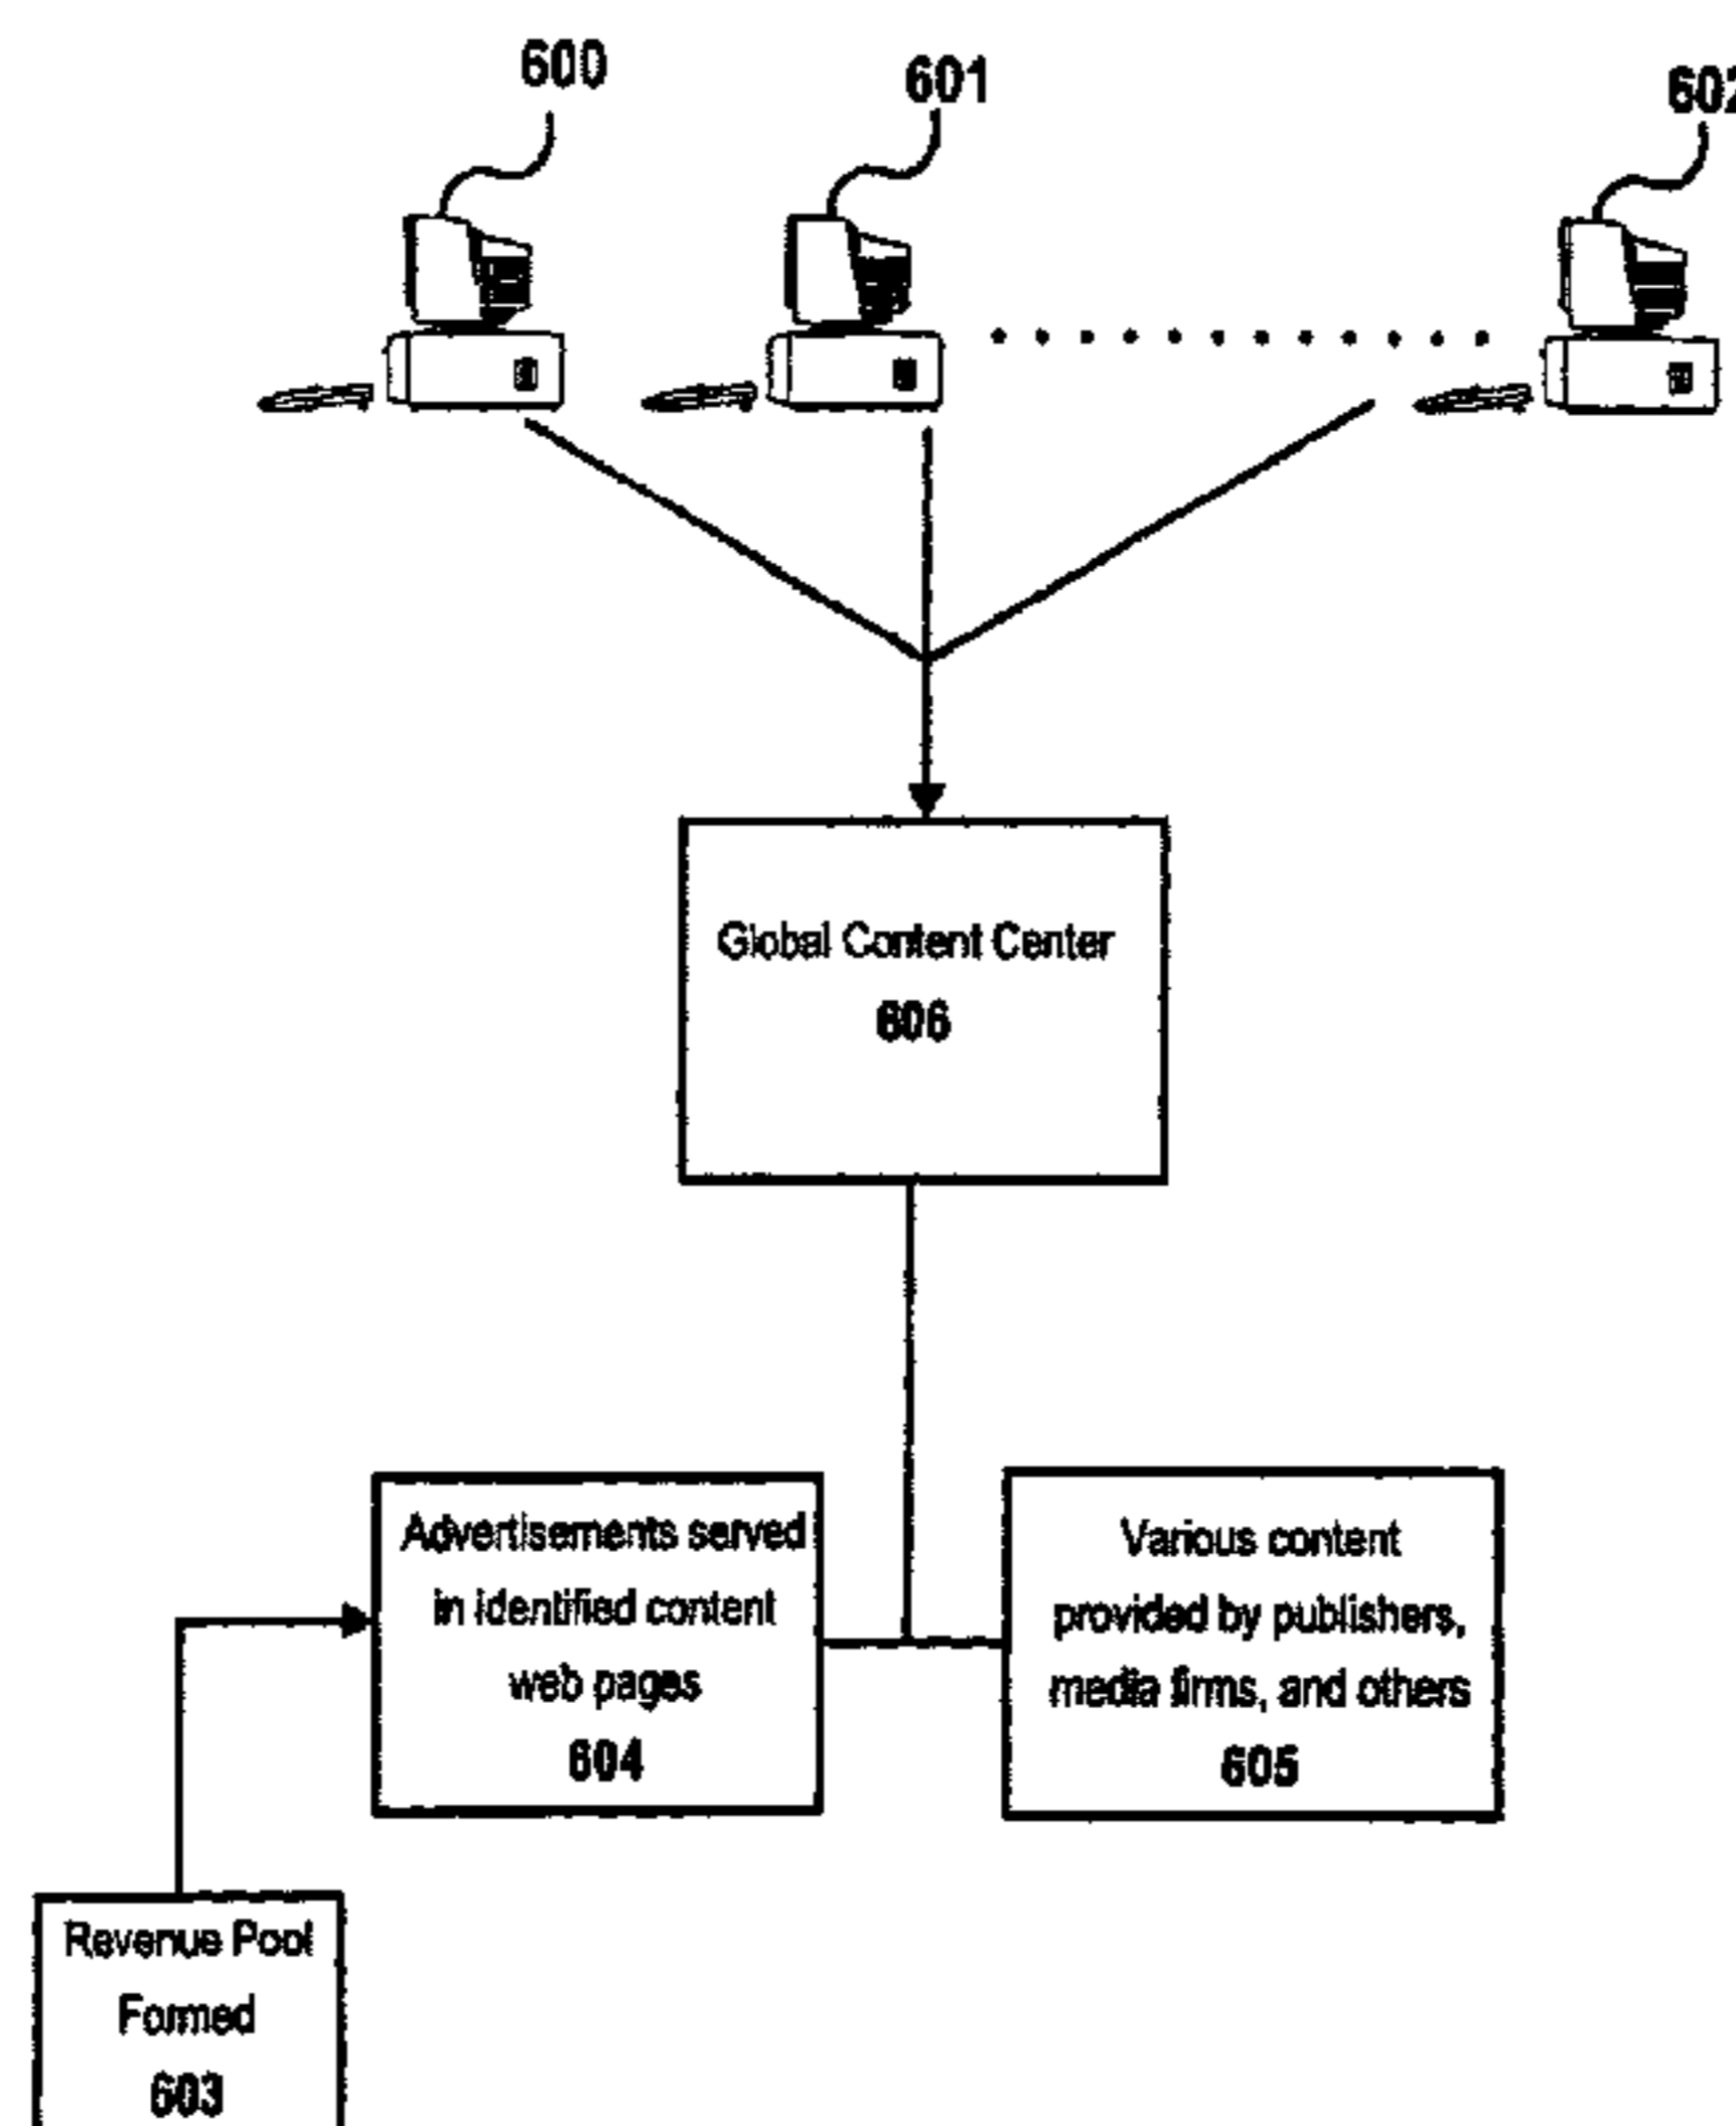 600
601
602
Global Content Center
606
Advertisements served
in identified content
web pages
604
Various content
provided by publishers,
media firms, and others
605
Revenue Pool
Formed
603